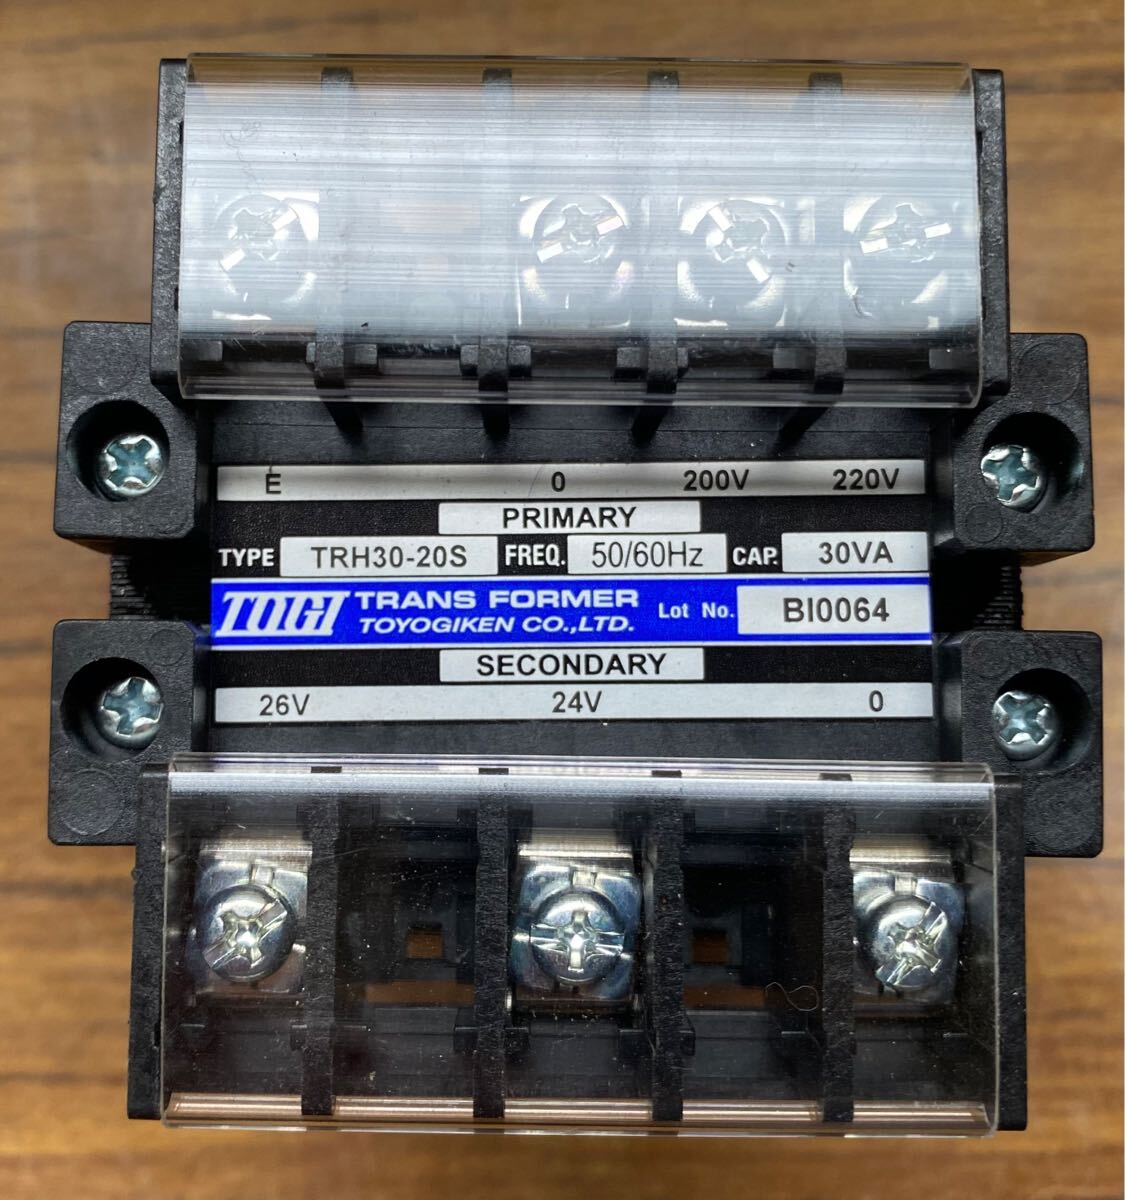 E 0 200V 220V
PRIMARY
TYPE TRH30-20S FREQ. 50/60Hz CAP. 30VA
TOGI TRANS FORMER Lot No. BI0064
TOYOGIKEN CO.,LTD.
SECONDARY
26V 24V 0